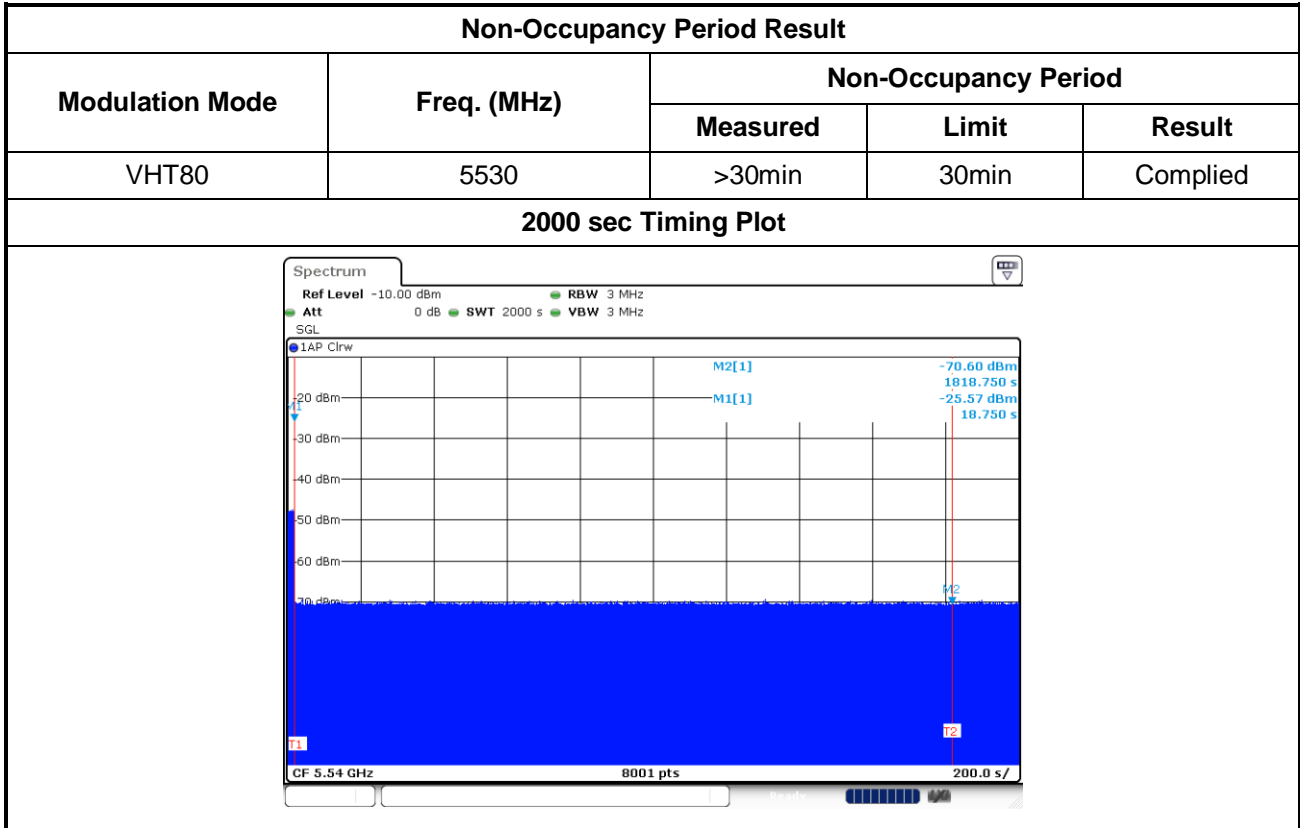 Non-Occupancy Period Result
Modulation Mode Freq. (MHz) Non-Occupancy Period
Measured Limit Result
VHT80 5530 >30min 30min Complied
2000 sec Timing Plot
Spectrum
Ref Level -10.00 dBm RBW 3 MHz
Att 0 dB SWT 2000 s VBW 3 MHz
SGL
1AP Clrw
M2[1] -70.60 dBm
1818.750 s
-20 dBm M1[1] -25.57 dBm
M1 18.750 s
-30 dBm
-40 dBm
-50 dBm
-60 dBm
M2
-70 dBm
T2
T1
CF 5.54 GHz 8001 pts 200.0 s/
Ready